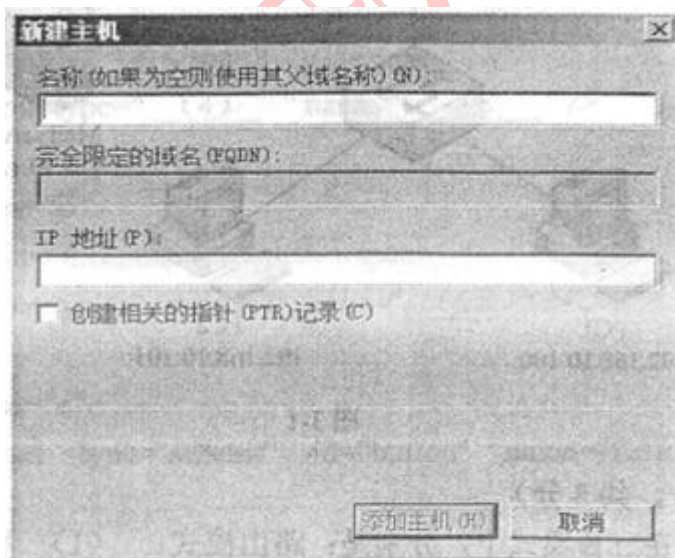 新建主机
名称(如果为空则使用其父域名称)(N):
完全限定的域名(FQDN):
IP 地址(P):
创建相关的指针(PTR)记录(C)
添加主机(H)
取消